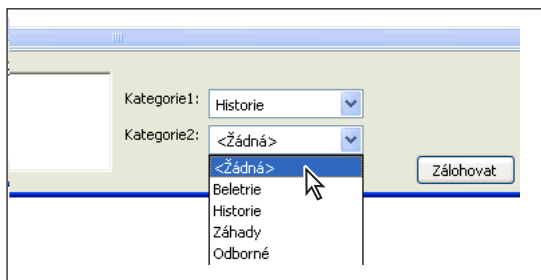 Kategorie1: Historie
Kategorie2: <Žádná>
<Žádná>
Beletrie
Historie
Záhady
Odborné
Zálohovat